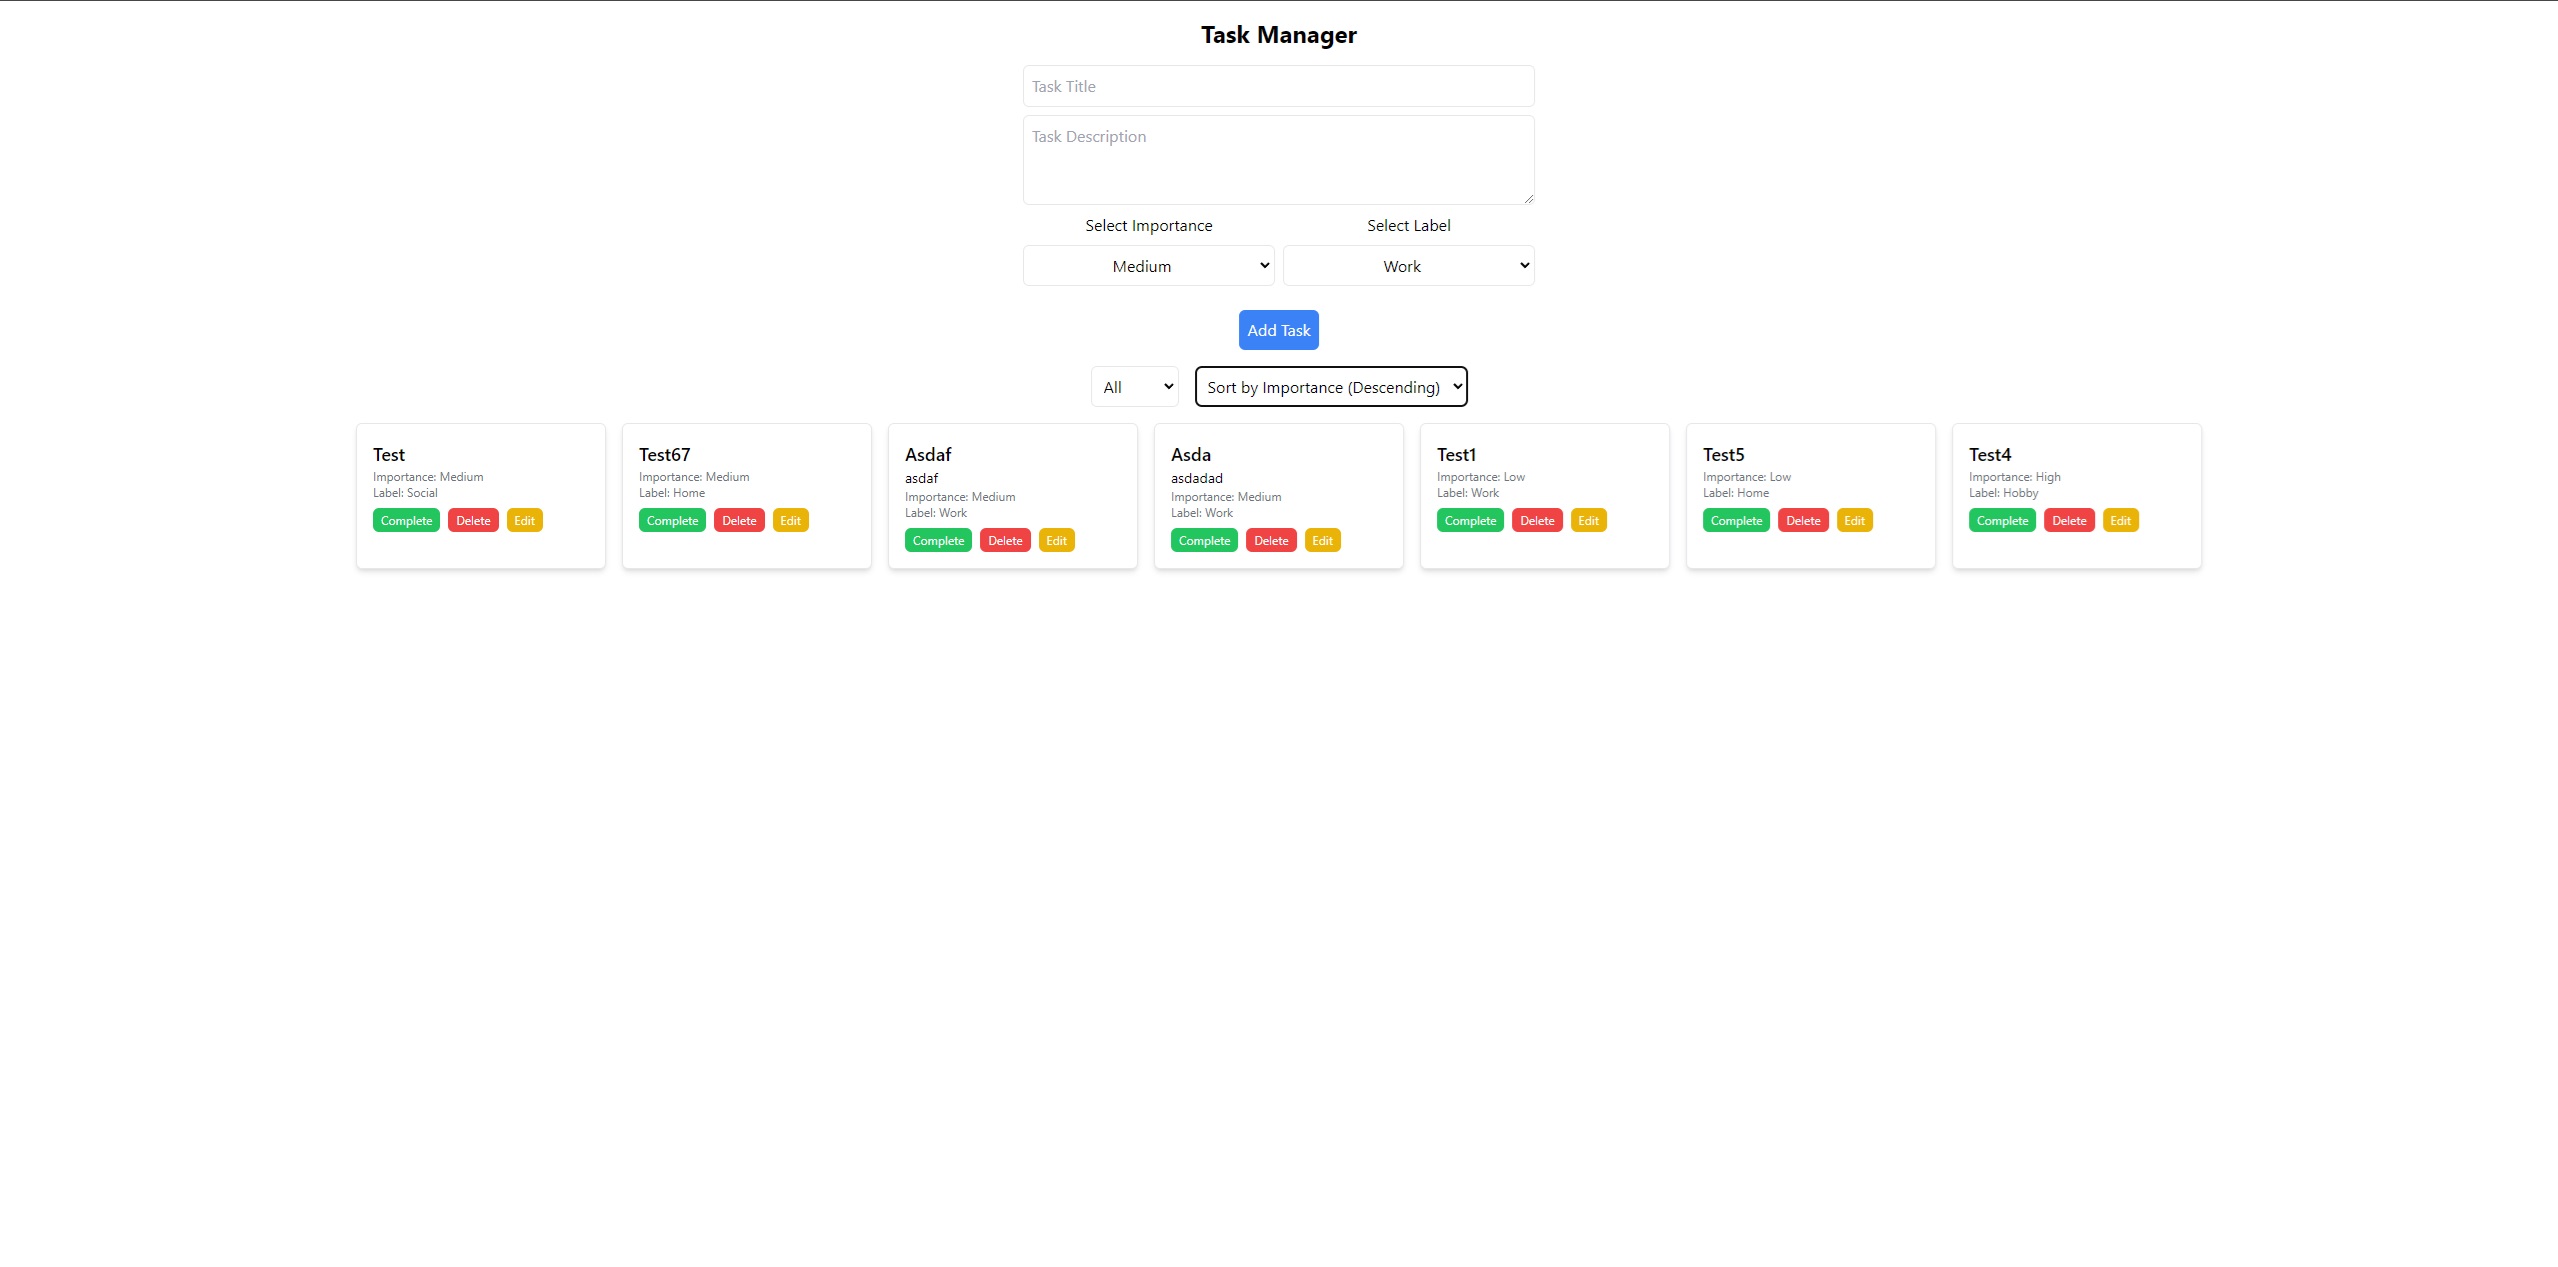 Task Manager
Task Title
Task Description
Select Importance
Select Label
Medium
Work
Add Task
All
Sort by Importance (Descending)
Test
Importance: Medium
Label: Social
Complete Delete Edit
Test67
Importance: Medium
Label: Home
Complete Delete Edit
Asdaf
asdaf
Importance: Medium
Label: Work
Complete Delete Edit
Asda
asdadad
Importance: Medium
Label: Work
Complete Delete Edit
Test1
Importance: Low
Label: Work
Complete Delete Edit
Test5
Importance: Low
Label: Home
Complete Delete Edit
Test4
Importance: High
Label: Hobby
Complete Delete Edit